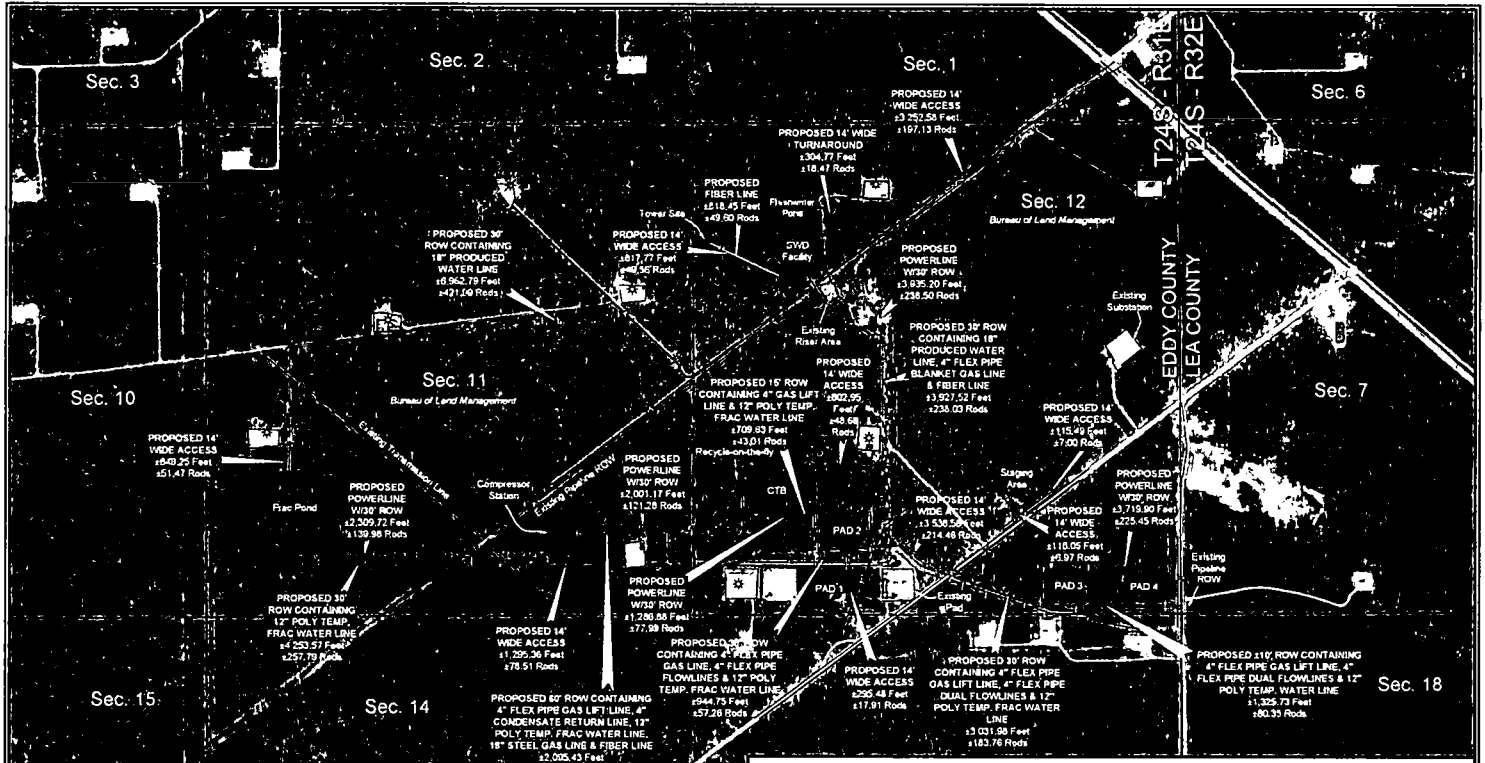 Sec. 3
Sec. 2
Sec. 1
Sec. 6
T24S - R31E
T24S - R32E
PROPOSED 14'
WIDE ACCESS
±3,252.58 Feet
±197.13 Rods
PROPOSED 14' WIDE
TURNAROUND
±304.77 Feet
±18.47 Rods
PROPOSED
FIBER LINE
±818.45 Feet
±49.60 Rods
Tower Site
Freshwater
Pond
SWD
Facility
Sec. 12
Bureau of Land Management
PROPOSED 30'
ROW CONTAINING
18" PRODUCED
WATER LINE
±6,962.79 Feet
PROPOSED 14'
WIDE ACCESS
±817.77 Feet
PROPOSED
POWERLINE
W/30' ROW
±3,935.20 Feet
±238.50 Rods
Existing
Substation
EDDY COUNTY
LEA COUNTY
Existing
Riser Area
PROPOSED 30' ROW
CONTAINING 18"
PRODUCED WATER
LINE, 4" FLEX PIPE
BLANKET GAS LINE
& FIBER LINE
±3,927.52 Feet
±238.03 Rods
PROPOSED
14' WIDE
ACCESS
±802.95
Feet
Rods
Sec. 10
Sec. 11
Bureau of Land Management
Sec. 7
PROPOSED 15' ROW
CONTAINING 4" GAS LIFT
LINE & 12" POLY TEMP.
FRAC WATER LINE
±709.63 Feet
±43.01 Rods
Recycle-on-the-fly
PROPOSED 14'
WIDE ACCESS
±51.47 Rods
Existing Transmission Line
PROPOSED 14'
WIDE ACCESS
±115.49 Feet
±7.00 Rods
Frac Pond
PROPOSED
POWERLINE
W/30' ROW
±2,309.72 Feet
±139.98 Rods
Compressor
Station
Existing Pipeline ROW
PROPOSED
POWERLINE
W/30' ROW
±2,001.17 Feet
±121.28 Rods
CTB
PAD 2
PROPOSED 14'
WIDE ACCESS
±3,538.58 Feet
±214.46 Rods
Staging
Area
PROPOSED
14' WIDE
ACCESS
PROPOSED
POWERLINE
W/30' ROW
±3,719.90 Feet
±225.45 Rods
Existing
Pipeline
ROW
PROPOSED 30'
ROW CONTAINING
12" POLY TEMP.
FRAC WATER LINE
±4,253.57 Feet
±257.79 Rods
PROPOSED 14'
WIDE ACCESS
±1,295.36 Feet
±78.51 Rods
PROPOSED
POWERLINE
W/30' ROW
±1,286.88 Feet
±77.99 Rods
PAD 1
Existing
Pad
PAD 3
PAD 4
PROPOSED 30' ROW
CONTAINING 4" FLEX PIPE
GAS LINE, 4" FLEX PIPE
FLOWLINES & 12" POLY
TEMP. FRAC WATER LINE
±944.75 Feet
±57.26 Rods
PROPOSED 14'
WIDE ACCESS
±295.48 Feet
±17.91 Rods
PROPOSED 30' ROW
CONTAINING 4" FLEX PIPE
GAS LIFT LINE, 4" FLEX PIPE
DUAL FLOWLINES & 12"
POLY TEMP. FRAC WATER
LINE
±3,031.98 Feet
±183.76 Rods
PROPOSED ±10' ROW CONTAINING
4" FLEX PIPE GAS LIFT LINE, 4"
FLEX PIPE DUAL FLOWLINES & 12"
POLY TEMP. WATER LINE
±1,325.73 Feet
±80.35 Rods
Sec. 15
Sec. 14
Sec. 18
PROPOSED 60' ROW CONTAINING
4" FLEX PIPE GAS LIFT LINE, 4"
CONDENSATE RETURN LINE, 12"
POLY TEMP. FRAC WATER LINE,
18" STEEL GAS LINE & FIBER LINE
±2,095.43 Feet